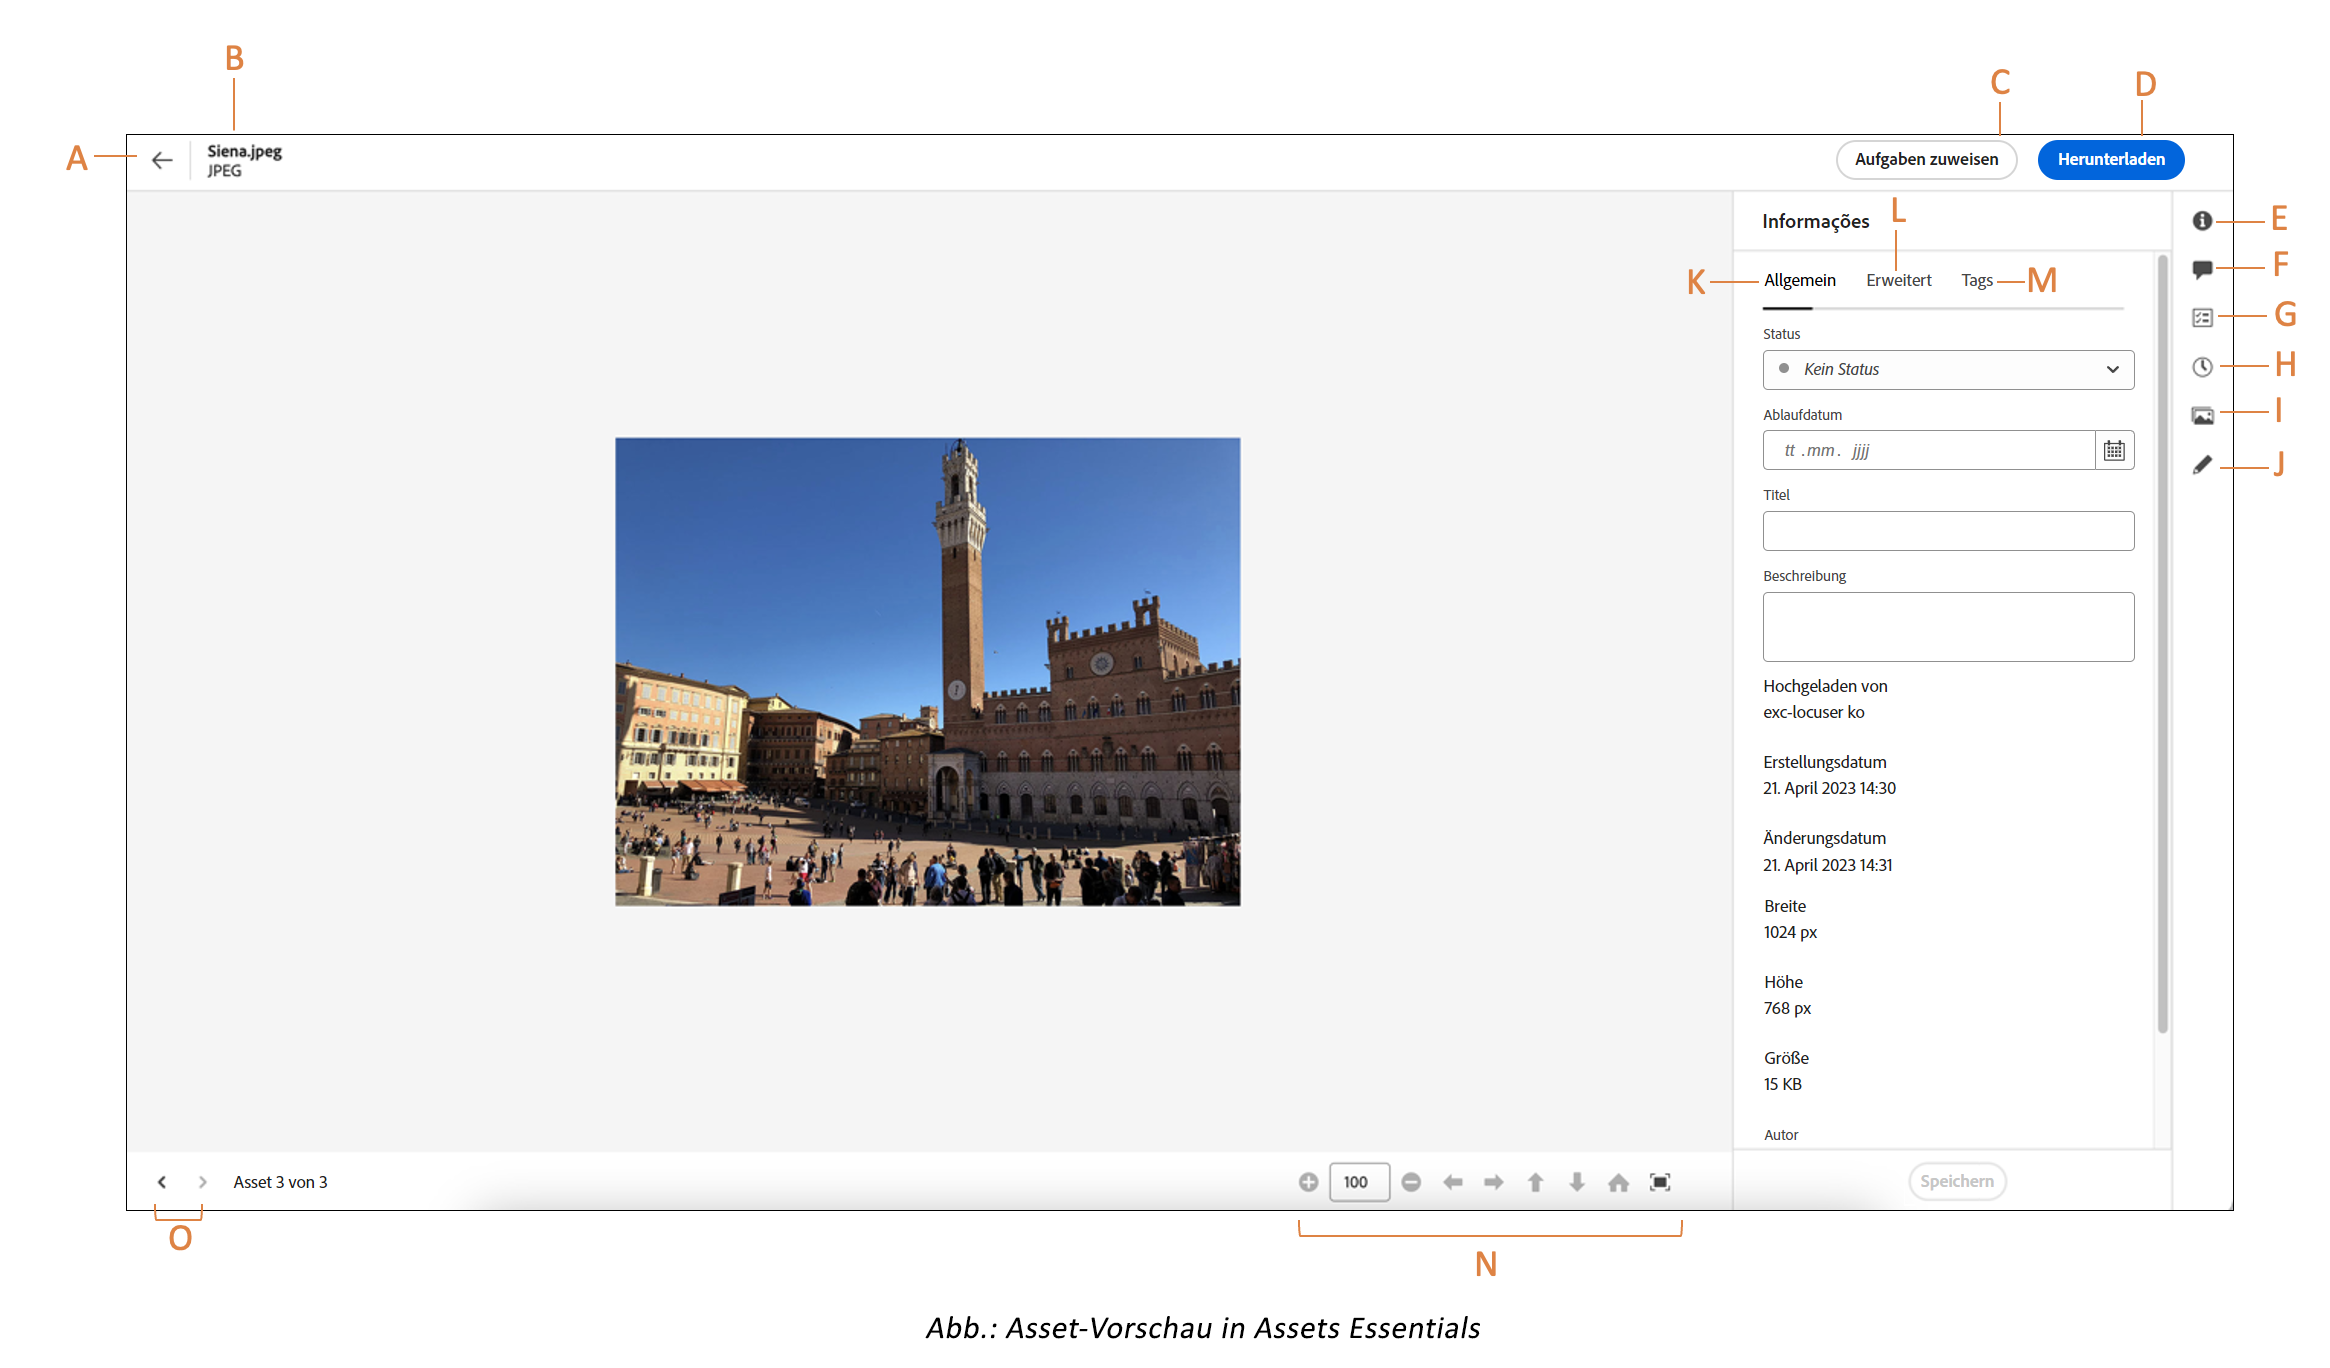 B
C
D
A
Siena.jpeg
JPEG
Aufgaben zuweisen
Herunterladen
Informações
L
E
K
Allgemein
Erweitert
Tags
M
F
G
H
I
J
Status
Kein Status
Ablaufdatum
tt .mm. jjjj
Titel
Beschreibung
Hochgeladen von
exc-locuser ko
Erstellungsdatum
21. April 2023 14:30
Änderungsdatum
21. April 2023 14:31
Breite
1024 px
Höhe
768 px
Größe
15 KB
Autor
Asset 3 von 3
100
Speichern
O
N
Abb.: Asset-Vorschau in Assets Essentials